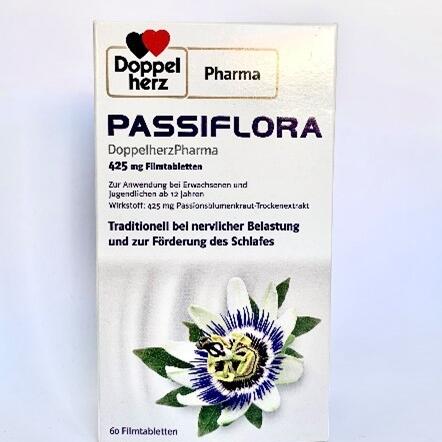 Doppel
herz
Pharma
PASSIFLORA
DoppelherzPharma
425 mg Filmtabletten
Zur Anwendung bei Erwachsenen und
Jugendlichen ab 12 Jahren
Wirkstoff: 425 mg Passionsblumenkraut-Trockenextrakt
Traditionell bei nervlicher Belastung
und zur Förderung des Schlafes
60 Filmtabletten